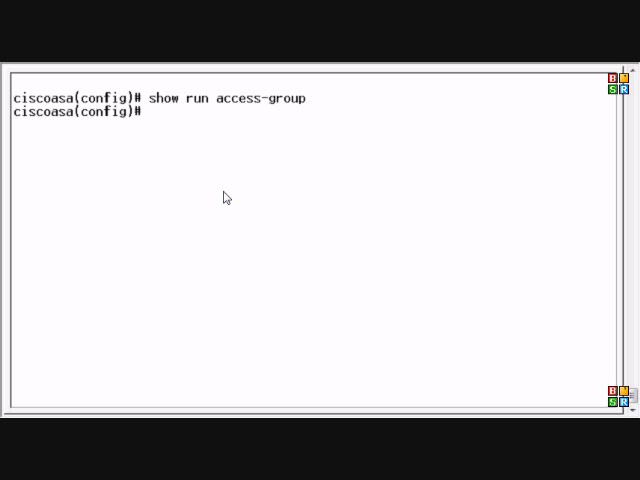 ciscoasa(config)# show run access-group
ciscoasa(config)#
B
S R
B
S R